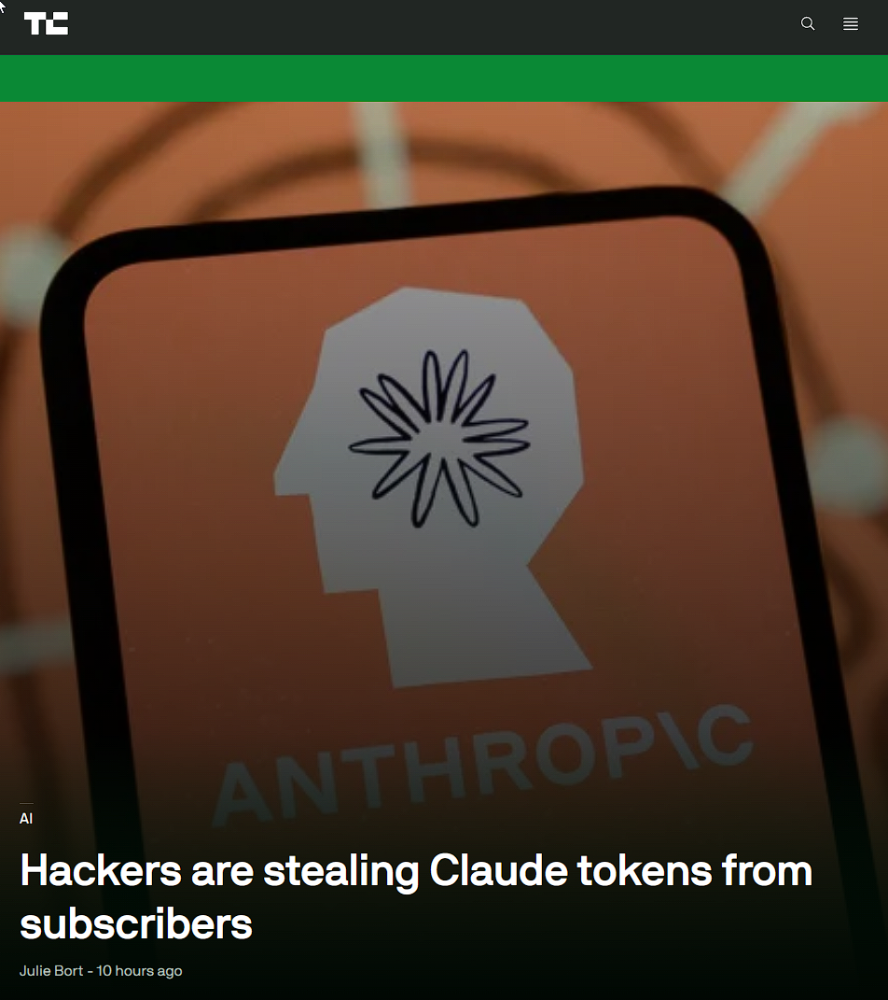 TC
ANTHROP\C
AI
Hackers are stealing Claude tokens from
subscribers
Julie Bort - 10 hours ago